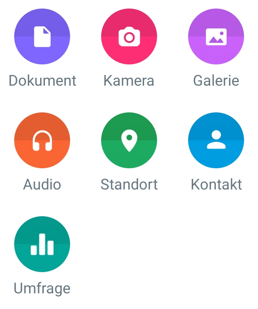 Dokument Kamera Galerie
Audio Standort Kontakt
Umfrage